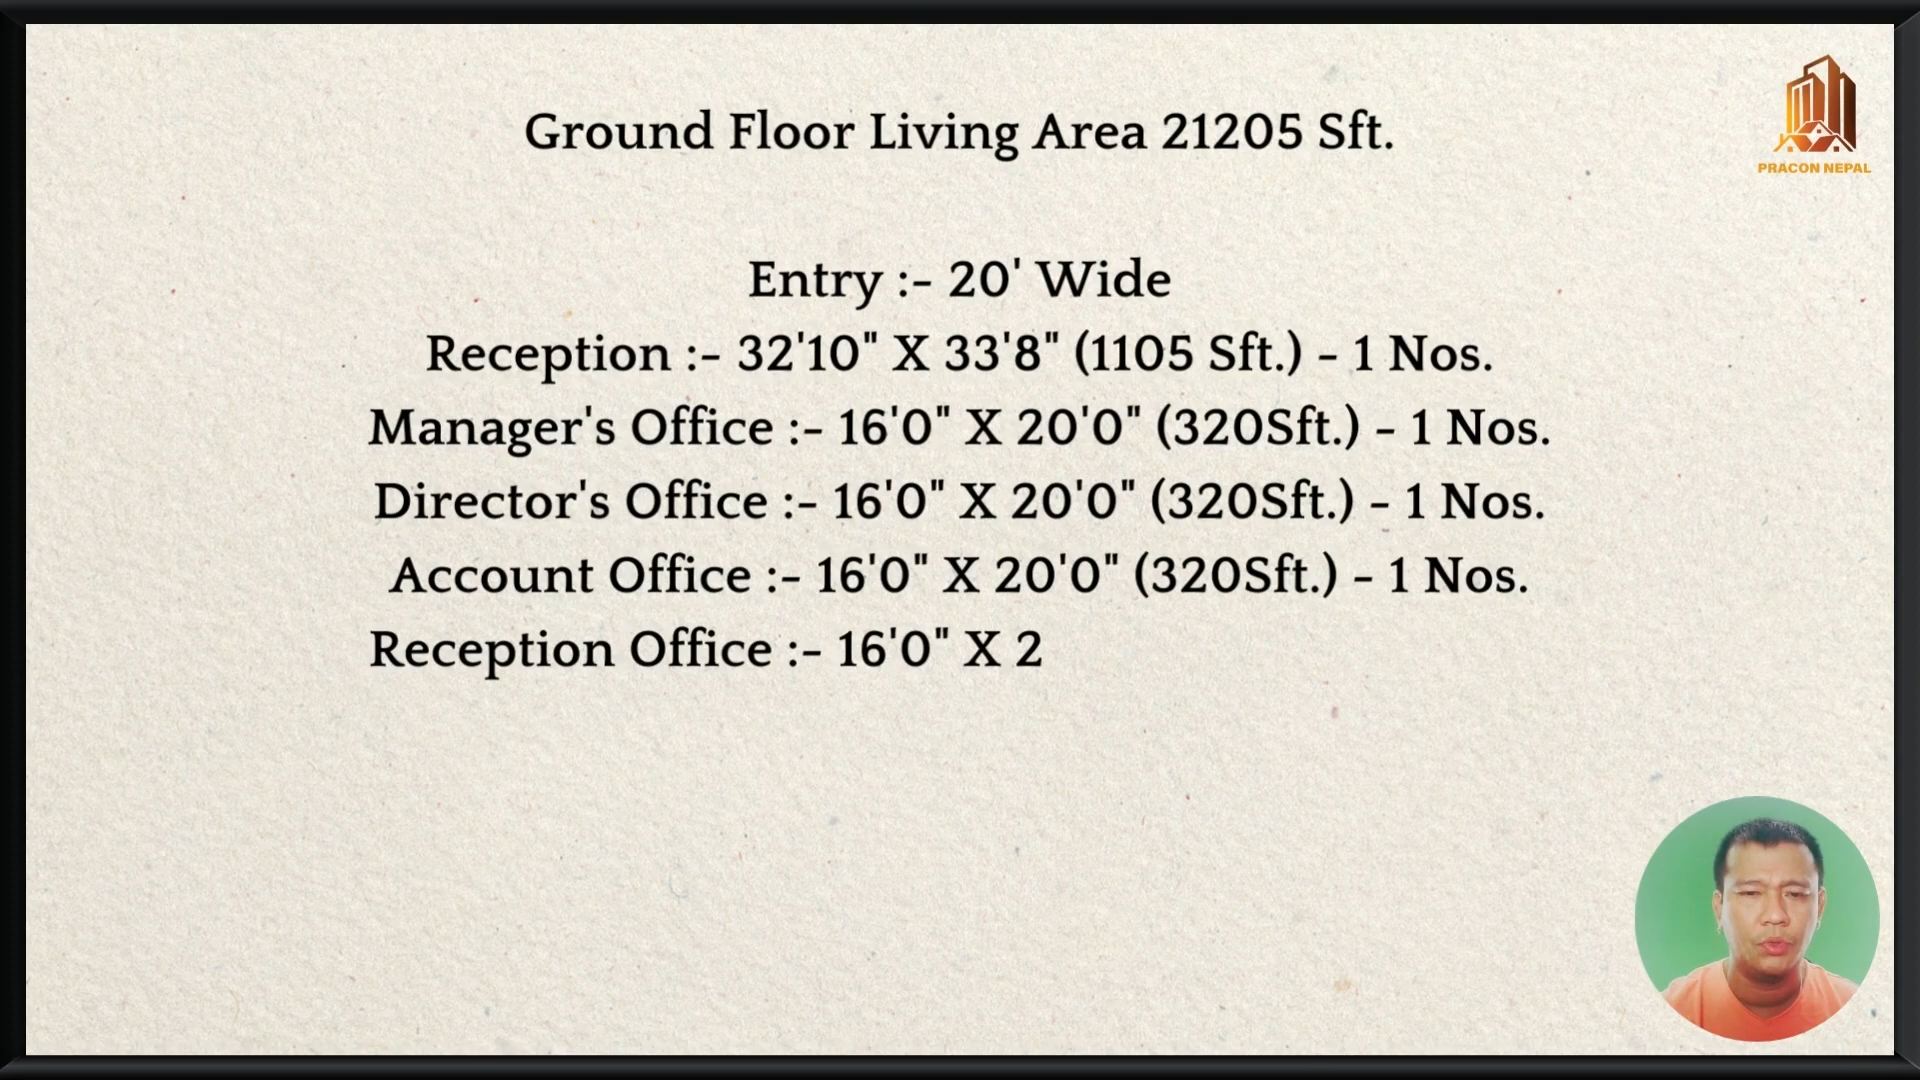 Ground Floor Living Area 21205 Sft.
PRACON NEPAL
Entry :- 20' Wide
Reception :- 32'10" X 33'8" (1105 Sft.) - 1 Nos.
Manager's Office :- 16'0" X 20'0" (320Sft.) - 1 Nos.
Director's Office :- 16'0" X 20'0" (320Sft.) - 1 Nos.
Account Office :- 16'0" X 20'0" (320Sft.) - 1 Nos.
Reception Office :- 16'0" X 2